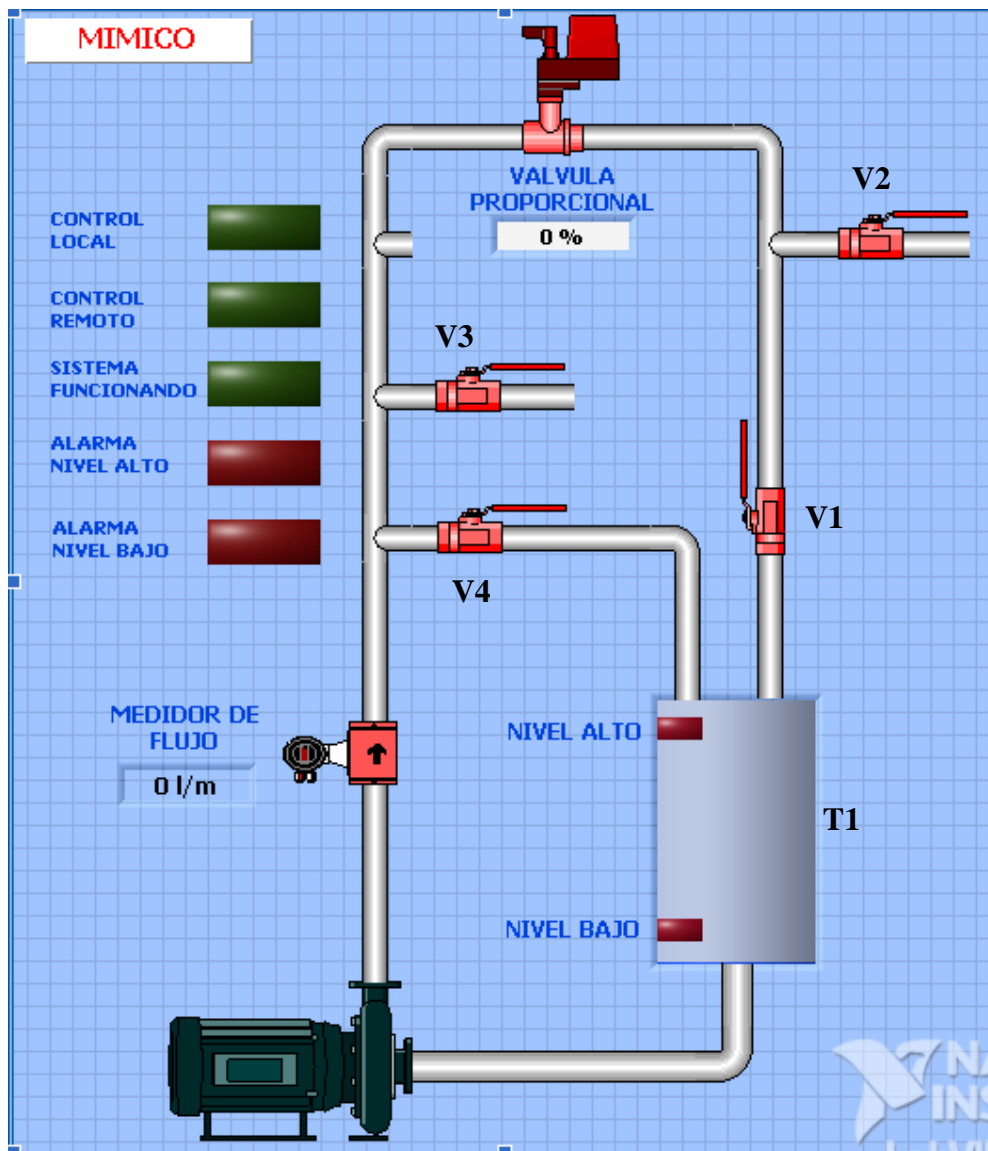 MIMICO
VALVULA
PROPORCIONAL
0 %
V2
CONTROL
LOCAL
CONTROL
REMOTO
V3
SISTEMA
FUNCIONANDO
ALARMA
NIVEL ALTO
V1
ALARMA
NIVEL BAJO
V4
MEDIDOR DE
FLUJO
0 l/m
NIVEL ALTO
T1
NIVEL BAJO